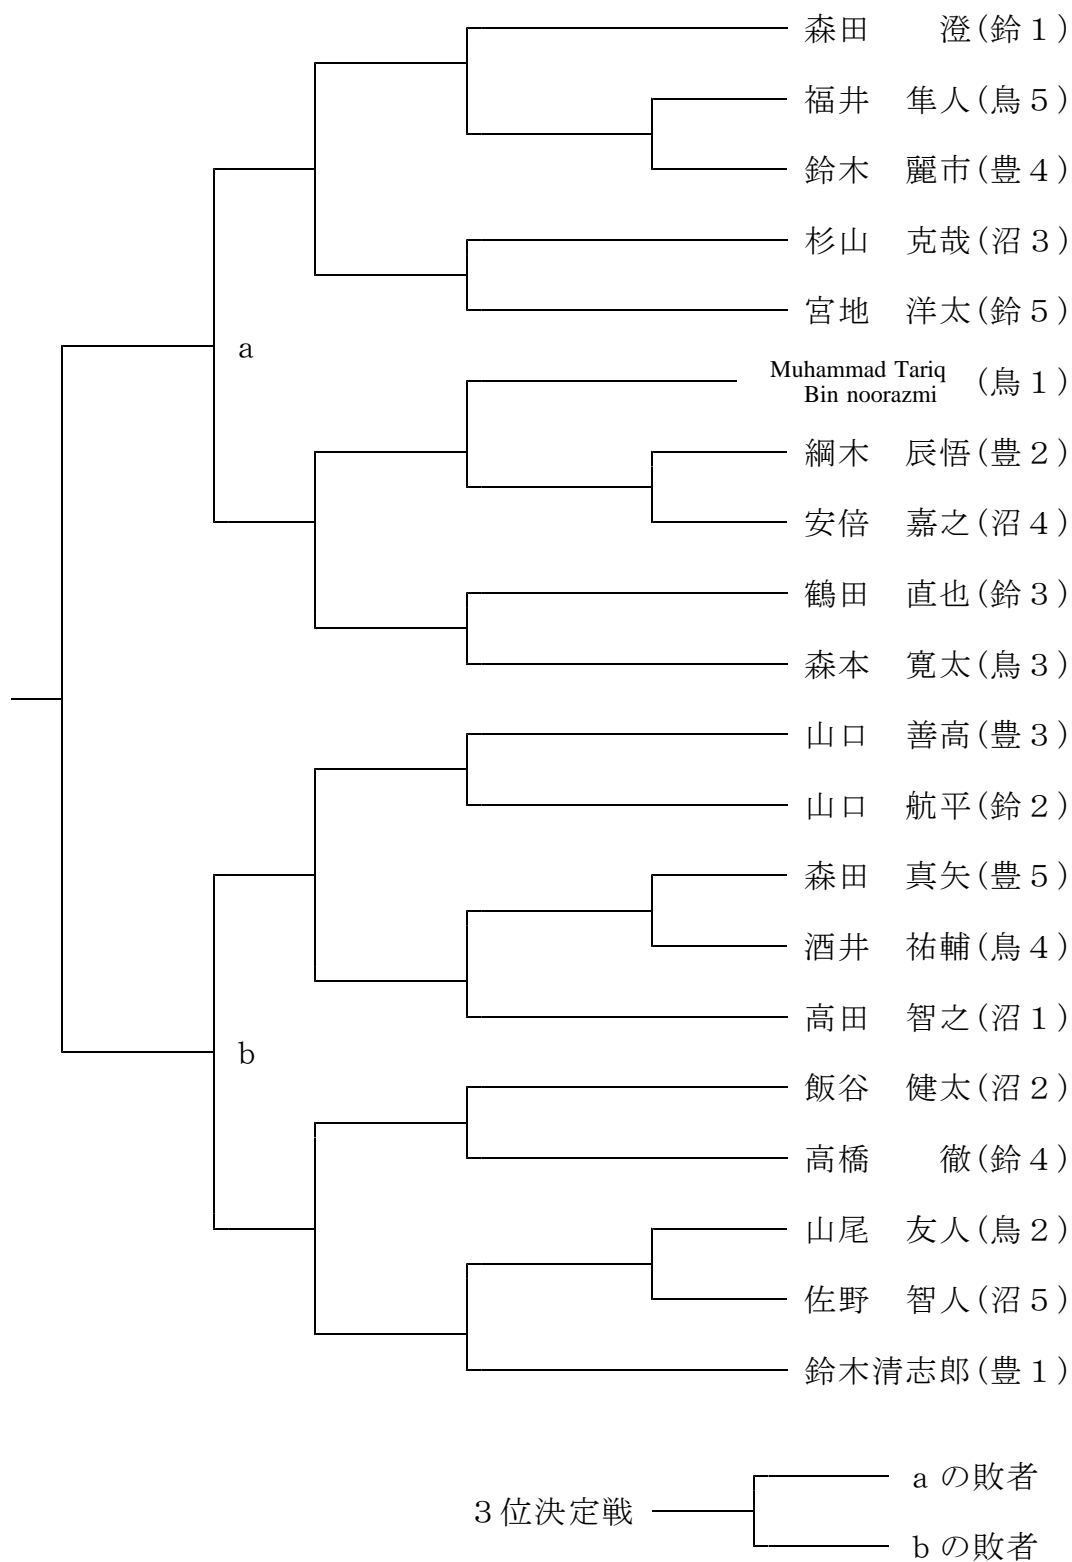 森田　　澄(鈴１)
福井　隼人(鳥５)
鈴木　麗市(豊４)
杉山　克哉(沼３)
宮地　洋太(鈴５)
a
Muhammad Tariq
Bin noorazmi
(鳥１)
綱木　辰悟(豊２)
安倍　嘉之(沼４)
鶴田　直也(鈴３)
森本　寛太(鳥３)
山口　善高(豊３)
山口　航平(鈴２)
森田　真矢(豊５)
酒井　祐輔(鳥４)
高田　智之(沼１)
b
飯谷　健太(沼２)
高橋　　徹(鈴４)
山尾　友人(鳥２)
佐野　智人(沼５)
鈴木清志郎(豊１)
a の敗者
３位決定戦
b の敗者